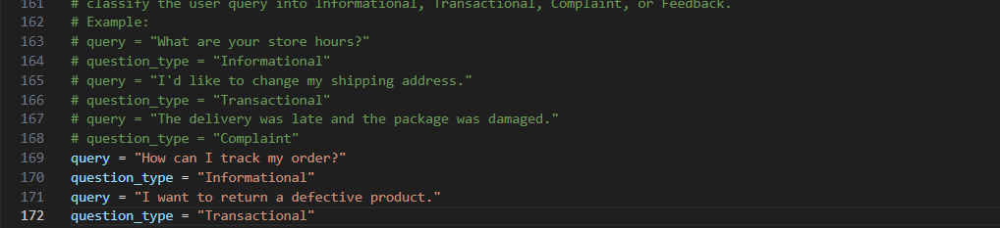 161 # classify the user query into Informational, Transactional, Complaint, or Feedback.
162 # Example:
163 # query = "What are your store hours?"
164 # question_type = "Informational"
165 # query = "I'd like to change my shipping address."
166 # question_type = "Transactional"
167 # query = "The delivery was late and the package was damaged."
168 # question_type = "Complaint"
169 query = "How can I track my order?"
170 question_type = "Informational"
171 query = "I want to return a defective product."
172 question_type = "Transactional"